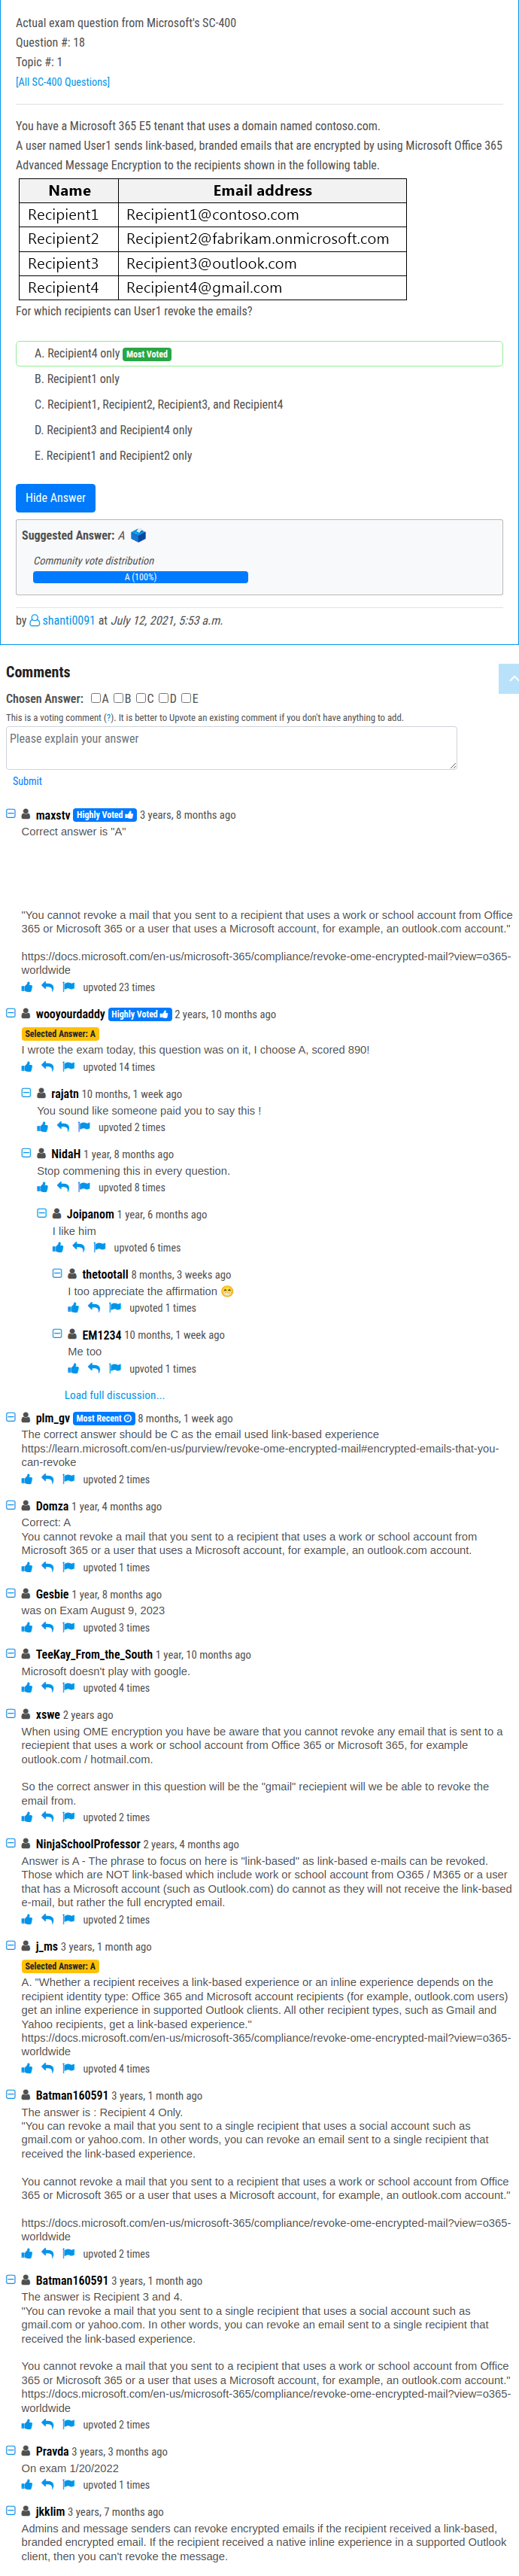 Actual exam question from Microsoft's SC-400
Question #: 18
Topic #: 1
[All SC-400 Questions]
You have a Microsoft 365 E5 tenant that uses a domain named contoso.com.
A user named User1 sends link-based, branded emails that are encrypted by using Microsoft Office 365
Advanced Message Encryption to the recipients shown in the following table.
Name Email address
Recipient1 Recipient1@contoso.com
Recipient2 Recipient2@fabrikam.onmicrosoft.com
Recipient3 Recipient3@outlook.com
Recipient4 Recipient4@gmail.com
For which recipients can User1 revoke the emails?
A. Recipient4 only Most Voted
B. Recipient1 only
C. Recipient1, Recipient2, Recipient3, and Recipient4
D. Recipient3 and Recipient4 only
E. Recipient1 and Recipient2 only
Hide Answer
Suggested Answer: A
Community vote distribution
A (100%)
by shanti0091 at July 12, 2021, 5:53 a.m.
Comments
Chosen Answer: A B C D E
This is a voting comment (?). It is better to Upvote an existing comment if you don't have anything to add.
Please explain your answer
Submit
maxstv Highly Voted 3 years, 8 months ago
Correct answer is "A"
"You cannot revoke a mail that you sent to a recipient that uses a work or school account from Office
365 or Microsoft 365 or a user that uses a Microsoft account, for example, an outlook.com account."
https://docs.microsoft.com/en-us/microsoft-365/compliance/revoke-ome-encrypted-mail?view=o365-
worldwide
upvoted 23 times
wooyourdaddy Highly Voted 2 years, 10 months ago
Selected Answer: A
I wrote the exam today, this question was on it, I choose A, scored 890!
upvoted 14 times
rajatn 10 months, 1 week ago
You sound like someone paid you to say this !
upvoted 2 times
NidaH 1 year, 8 months ago
Stop commening this in every question.
upvoted 8 times
Joipanom 1 year, 6 months ago
I like him
upvoted 6 times
thetootall 8 months, 3 weeks ago
I too appreciate the affirmation 😁
upvoted 1 times
EM1234 10 months, 1 week ago
Me too
upvoted 1 times
Load full discussion...
plm_gv Most Recent 8 months, 1 week ago
The correct answer should be C as the email used link-based experience
https://learn.microsoft.com/en-us/purview/revoke-ome-encrypted-mail#encrypted-emails-that-you-
can-revoke
upvoted 2 times
Domza 1 year, 4 months ago
Correct: A
You cannot revoke a mail that you sent to a recipient that uses a work or school account from
Microsoft 365 or a user that uses a Microsoft account, for example, an outlook.com account.
upvoted 1 times
Gesbie 1 year, 8 months ago
was on Exam August 9, 2023
upvoted 3 times
TeeKay_From_the_South 1 year, 10 months ago
Microsoft doesn't play with google.
upvoted 4 times
xswe 2 years ago
When using OME encryption you have be aware that you cannot revoke any email that is sent to a
reciepient that uses a work or school account from Office 365 or Microsoft 365, for example
outlook.com / hotmail.com.
So the correct answer in this question will be the "gmail" reciepient will we be able to revoke the
email from.
upvoted 2 times
NinjaSchoolProfessor 2 years, 4 months ago
Answer is A - The phrase to focus on here is "link-based" as link-based e-mails can be revoked.
Those which are NOT link-based which include work or school account from O365 / M365 or a user
that has a Microsoft account (such as Outlook.com) do cannot as they will not receive the link-based
e-mail, but rather the full encrypted email.
upvoted 2 times
j_ms 3 years, 1 month ago
Selected Answer: A
A. "Whether a recipient receives a link-based experience or an inline experience depends on the
recipient identity type: Office 365 and Microsoft account recipients (for example, outlook.com users)
get an inline experience in supported Outlook clients. All other recipient types, such as Gmail and
Yahoo recipients, get a link-based experience."
https://docs.microsoft.com/en-us/microsoft-365/compliance/revoke-ome-encrypted-mail?view=o365-
worldwide
upvoted 4 times
Batman160591 3 years, 1 month ago
The answer is : Recipient 4 Only.
"You can revoke a mail that you sent to a single recipient that uses a social account such as
gmail.com or yahoo.com. In other words, you can revoke an email sent to a single recipient that
received the link-based experience.
You cannot revoke a mail that you sent to a recipient that uses a work or school account from Office
365 or Microsoft 365 or a user that uses a Microsoft account, for example, an outlook.com account."
https://docs.microsoft.com/en-us/microsoft-365/compliance/revoke-ome-encrypted-mail?view=o365-
worldwide
upvoted 2 times
Batman160591 3 years, 1 month ago
The answer is Recipient 3 and 4.
"You can revoke a mail that you sent to a single recipient that uses a social account such as
gmail.com or yahoo.com. In other words, you can revoke an email sent to a single recipient that
received the link-based experience.
You cannot revoke a mail that you sent to a recipient that uses a work or school account from Office
365 or Microsoft 365 or a user that uses a Microsoft account, for example, an outlook.com account."
https://docs.microsoft.com/en-us/microsoft-365/compliance/revoke-ome-encrypted-mail?view=o365-
worldwide
upvoted 2 times
Pravda 3 years, 3 months ago
On exam 1/20/2022
upvoted 1 times
jkklim 3 years, 7 months ago
Admins and message senders can revoke encrypted emails if the recipient received a link-based,
branded encrypted email. If the recipient received a native inline experience in a supported Outlook
client, then you can't revoke the message.